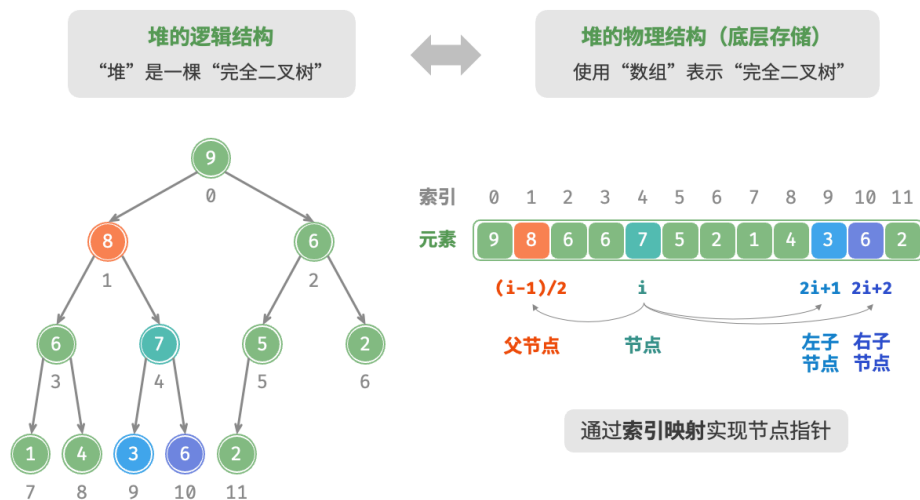 堆的逻辑结构
“堆”是一棵“完全二叉树”
堆的物理结构（底层存储）
使用“数组”表示“完全二叉树”
9
0
8 6
1 2
6 7 5 2
3 4 5 6
1 4 3 6 2
7 8 9 10 11
索引 0 1 2 3 4 5 6 7 8 9 10 11
元素 9 8 6 6 7 5 2 1 4 3 6 2
(i-1)/2 i 2i+1 2i+2
父节点 节点 左子节点 右子节点
通过索引映射实现节点指针